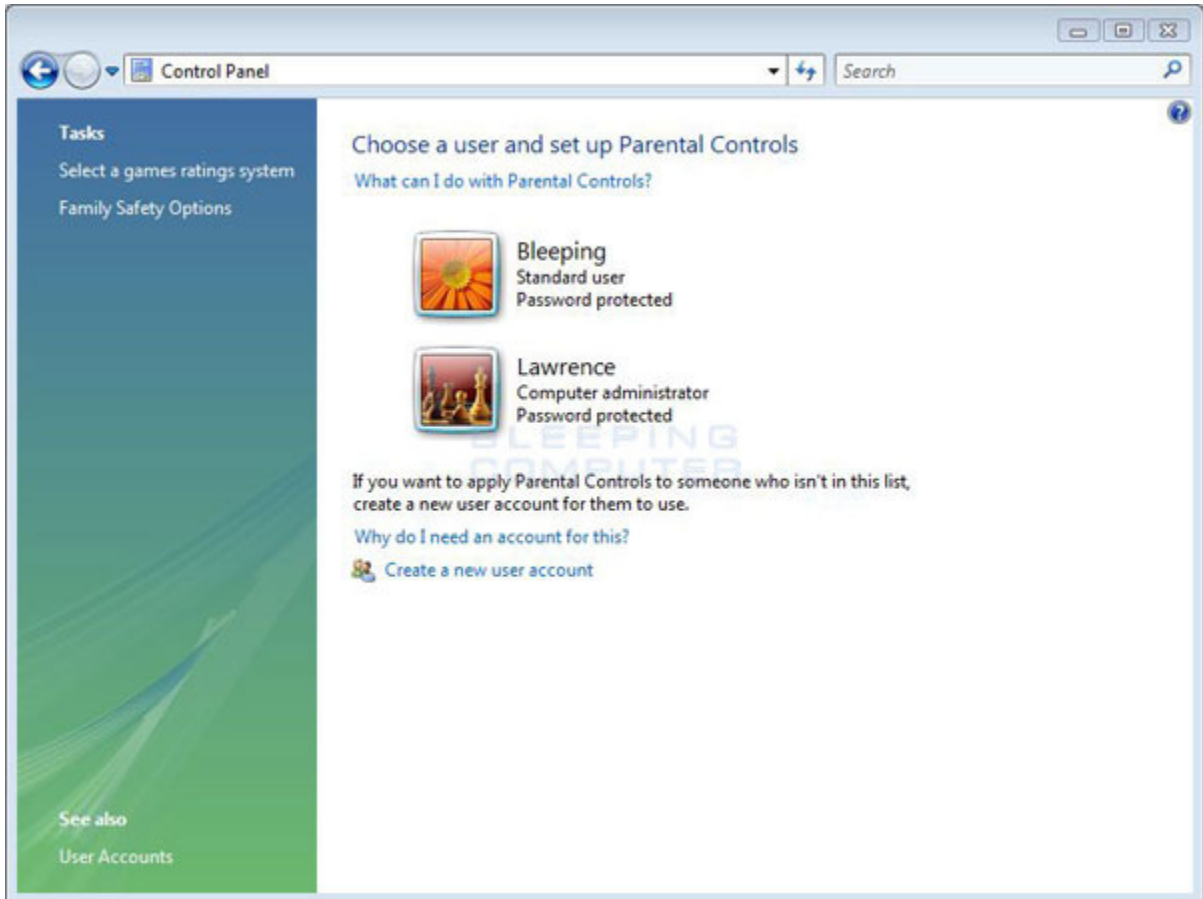 Control Panel
Search
Tasks
Select a games ratings system
Family Safety Options
Choose a user and set up Parental Controls
What can I do with Parental Controls?
Bleeping
Standard user
Password protected
Lawrence
Computer administrator
Password protected
BLEEPING
COMPUTER
If you want to apply Parental Controls to someone who isn't in this list,
create a new user account for them to use.
Why do I need an account for this?
Create a new user account
See also
User Accounts